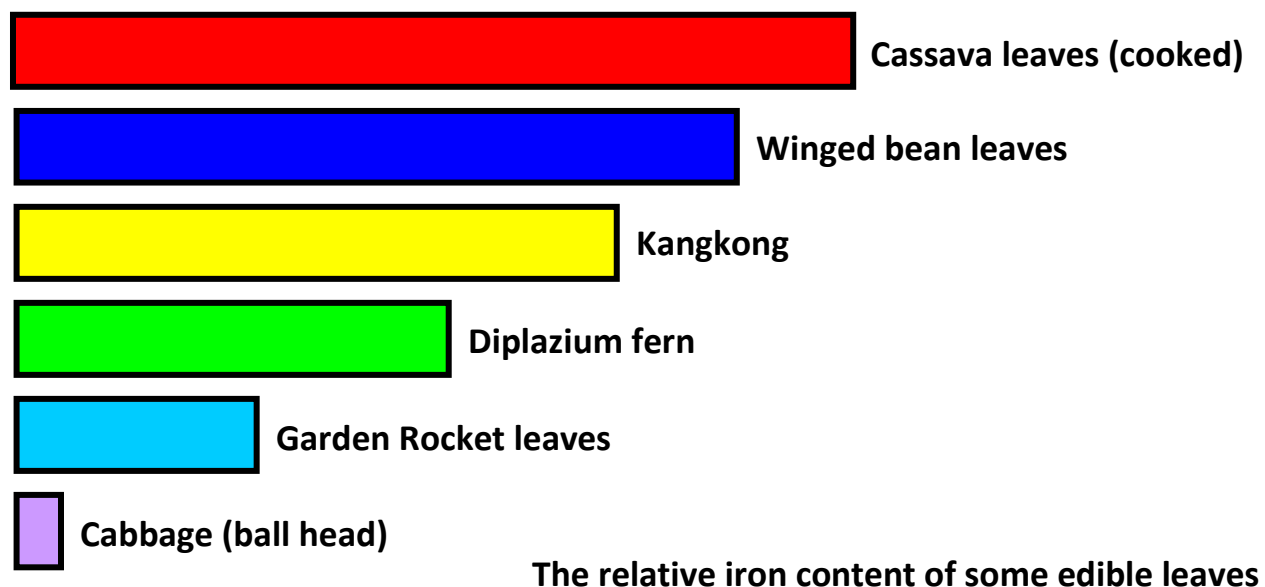 Cassava leaves (cooked)
Winged bean leaves
Kangkong
Diplazium fern
Garden Rocket leaves
Cabbage (ball head)
The relative iron content of some edible leaves